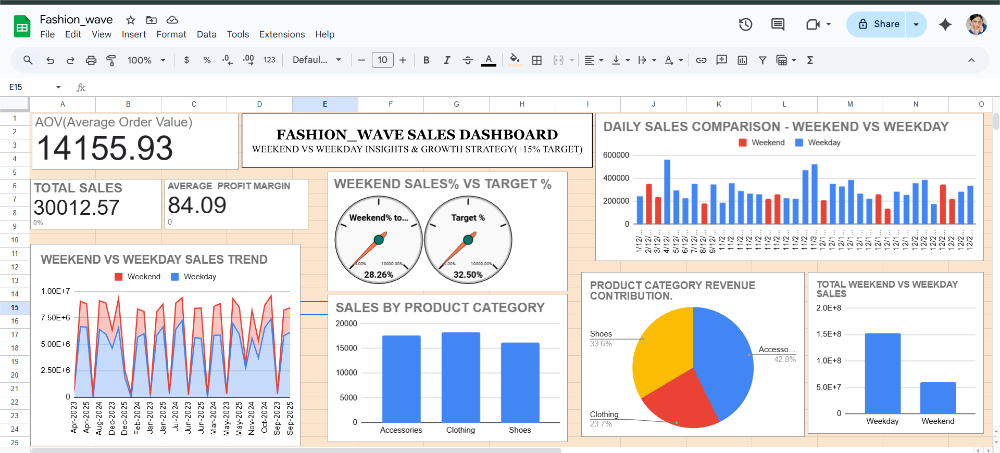 Fashion_wave
File Edit View Insert Format Data Tools Extensions Help
Share
100% $ % .0 .00 123 Defaul... 10 B I A
E15 fx
A B C D E F G H I J K L M N O
1
2
3
4
5
6
7
8
9
10
11
12
13
14
15
16
17
18
19
20
21
22
23
24
25
AOV(Average Order Value)
14155.93
FASHION_WAVE SALES DASHBOARD
WEEKEND VS WEEKDAY INSIGHTS & GROWTH STRATEGY(+15% TARGET)
TOTAL SALES
30012.57
0%
AVERAGE PROFIT MARGIN
84.09
0
WEEKEND SALES% VS TARGET %
Weekend% to...
0.00% 10000.00%
28.26%
Target %
0.00% 10000.00%
32.50%
DAILY SALES COMPARISON - WEEKEND VS WEEKDAY
Weekend Weekday
600000
400000
200000
0
1/12/... 2/12/... 3/12/... 4/12/... 5/12/... 6/12/... 7/12/... 8/12/... 9/12/... 11/2... 11/2... 11/2... 11/2... 11/2... 11/2... 11/2... 11/2... 11/2... 11/3... 12/1... 12/1... 12/1... 12/1... 12/1... 12/1... 12/1... 12/1... 12/1... 12/1... 12/2... 12/2... 12/2... 12/2... 12/2... 12/2... 12/2... 12/2...
WEEKEND VS WEEKDAY SALES TREND
Weekend Weekday
1.00E+7
7.50E+6
5.00E+6
2.50E+6
0
Apr-2023 Apr-2025 Aug-2024 Dec-2023 Dec-2025 Feb-2024 Jan-2023 Jan-2025 Jul-2024 Jun-2023 Jun-2025 Mar-2024 May-2023 May-2025 Nov-2024 Oct-2024 Sep-2023 Sep-2025
SALES BY PRODUCT CATEGORY
20000
15000
10000
5000
0
Accessories Clothing Shoes
PRODUCT CATEGORY REVENUE
CONTRIBUTION.
Shoes
33.6%
Accesso...
42.8%
Clothing
23.7%
TOTAL WEEKEND VS WEEKDAY
SALES
2.0E+8
1.5E+8
1.0E+8
5.0E+7
0
Weekday Weekend